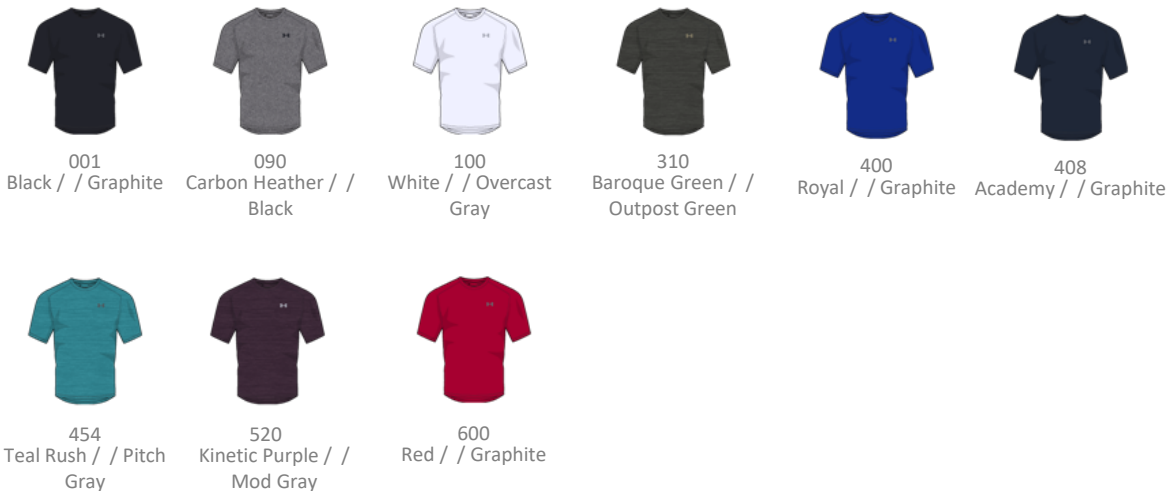 001
Black / / Graphite
090
Carbon Heather / /
Black
100
White / / Overcast
Gray
310
Baroque Green / /
Outpost Green
400
Royal / / Graphite
408
Academy / / Graphite
454
Teal Rush / / Pitch
Gray
520
Kinetic Purple / /
Mod Gray
600
Red / / Graphite